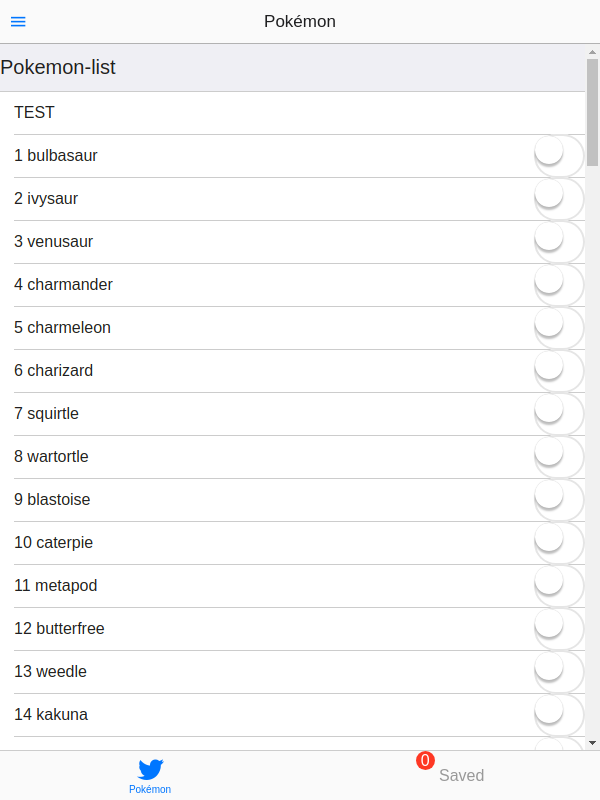 Pokémon
Pokemon-list
TEST
1 bulbasaur
2 ivysaur
3 venusaur
4 charmander
5 charmeleon
6 charizard
7 squirtle
8 wartortle
9 blastoise
10 caterpie
11 metapod
12 butterfree
13 weedle
14 kakuna
Pokémon
0
Saved